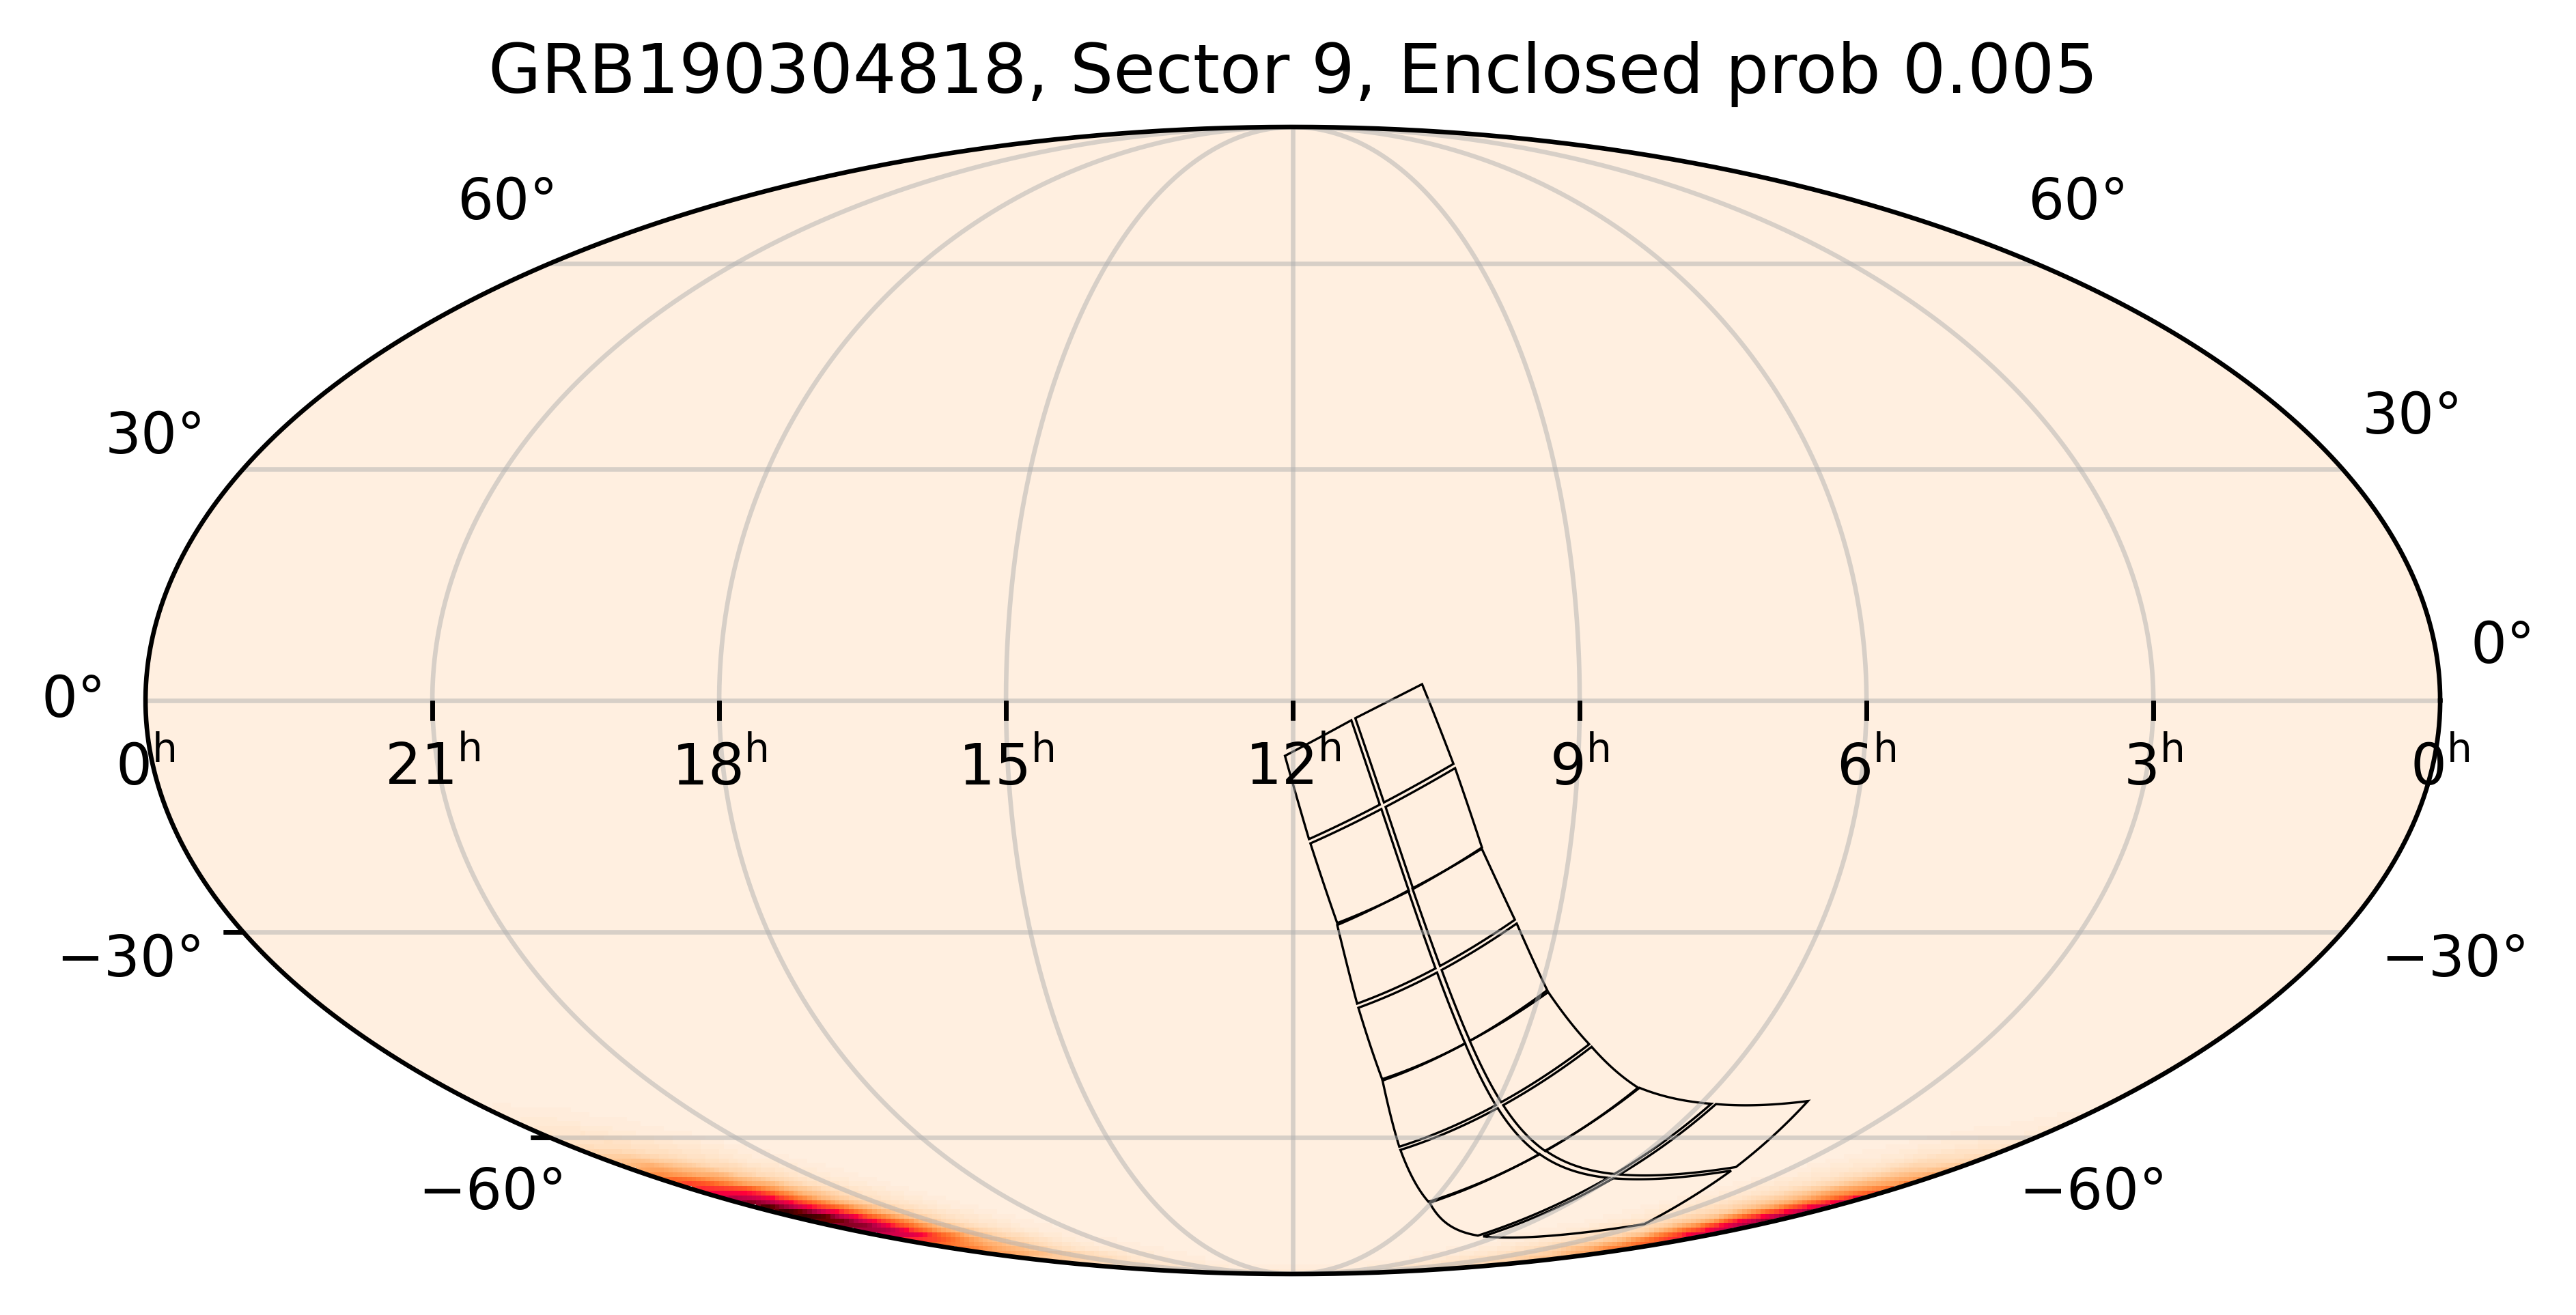 GRB190304818, Sector 9, Enclosed prob 0.005
60° 60°
30° 30°
0° 0°
0ʰ 21ʰ 18ʰ 15ʰ 12ʰ 9ʰ 6ʰ 3ʰ 0ʰ
−30° −30°
−60° −60°